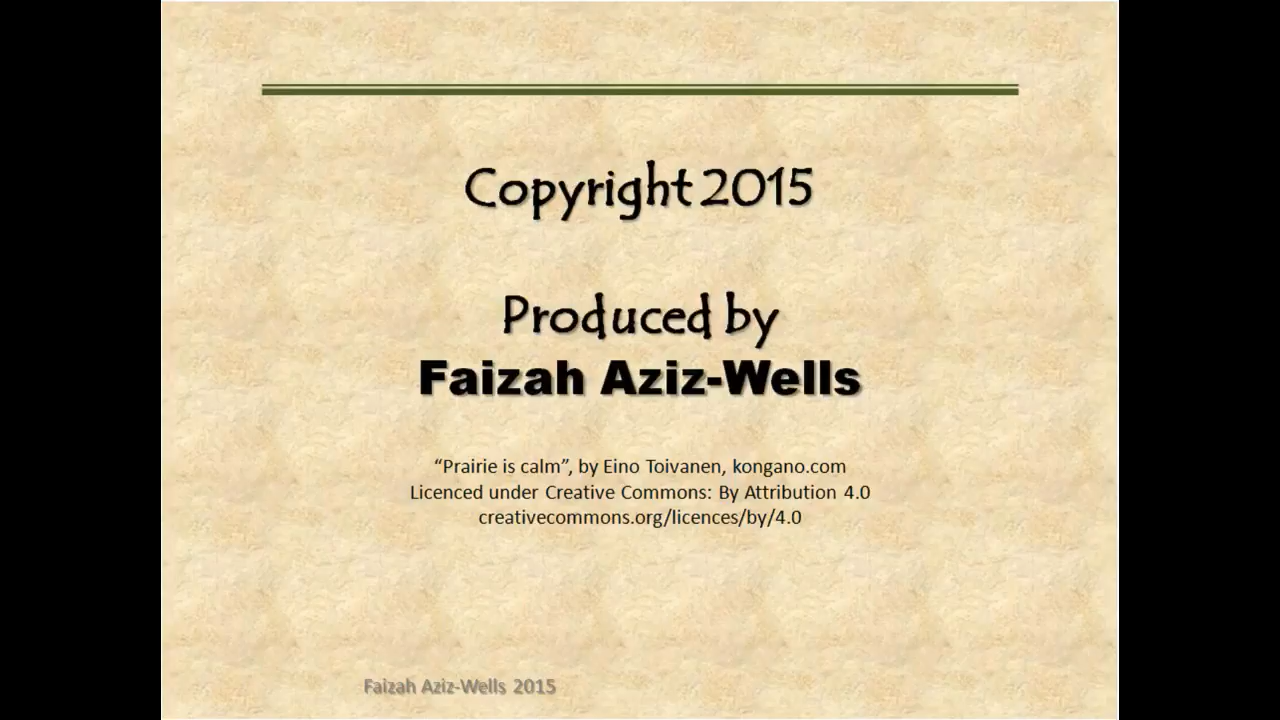 Copyright 2015
Produced by
Faizah Aziz-Wells
“Prairie is calm”, by Eino Toivanen, kongano.com
Licenced under Creative Commons: By Attribution 4.0
creativecommons.org/licences/by/4.0
Faizah Aziz-Wells 2015